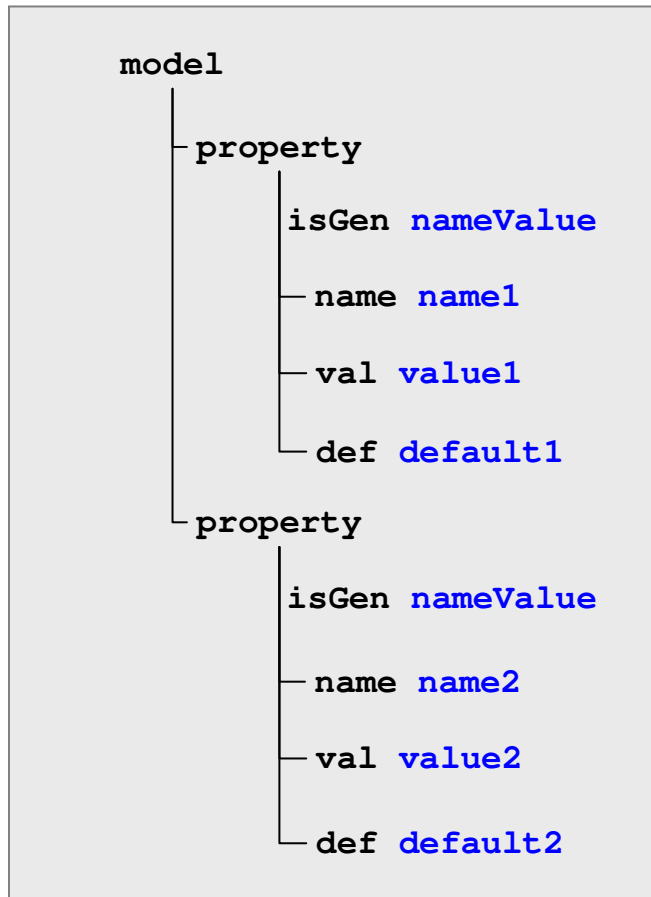 model
property
isGen nameValue
name name1
val value1
def default1
property
isGen nameValue
name name2
val value2
def default2